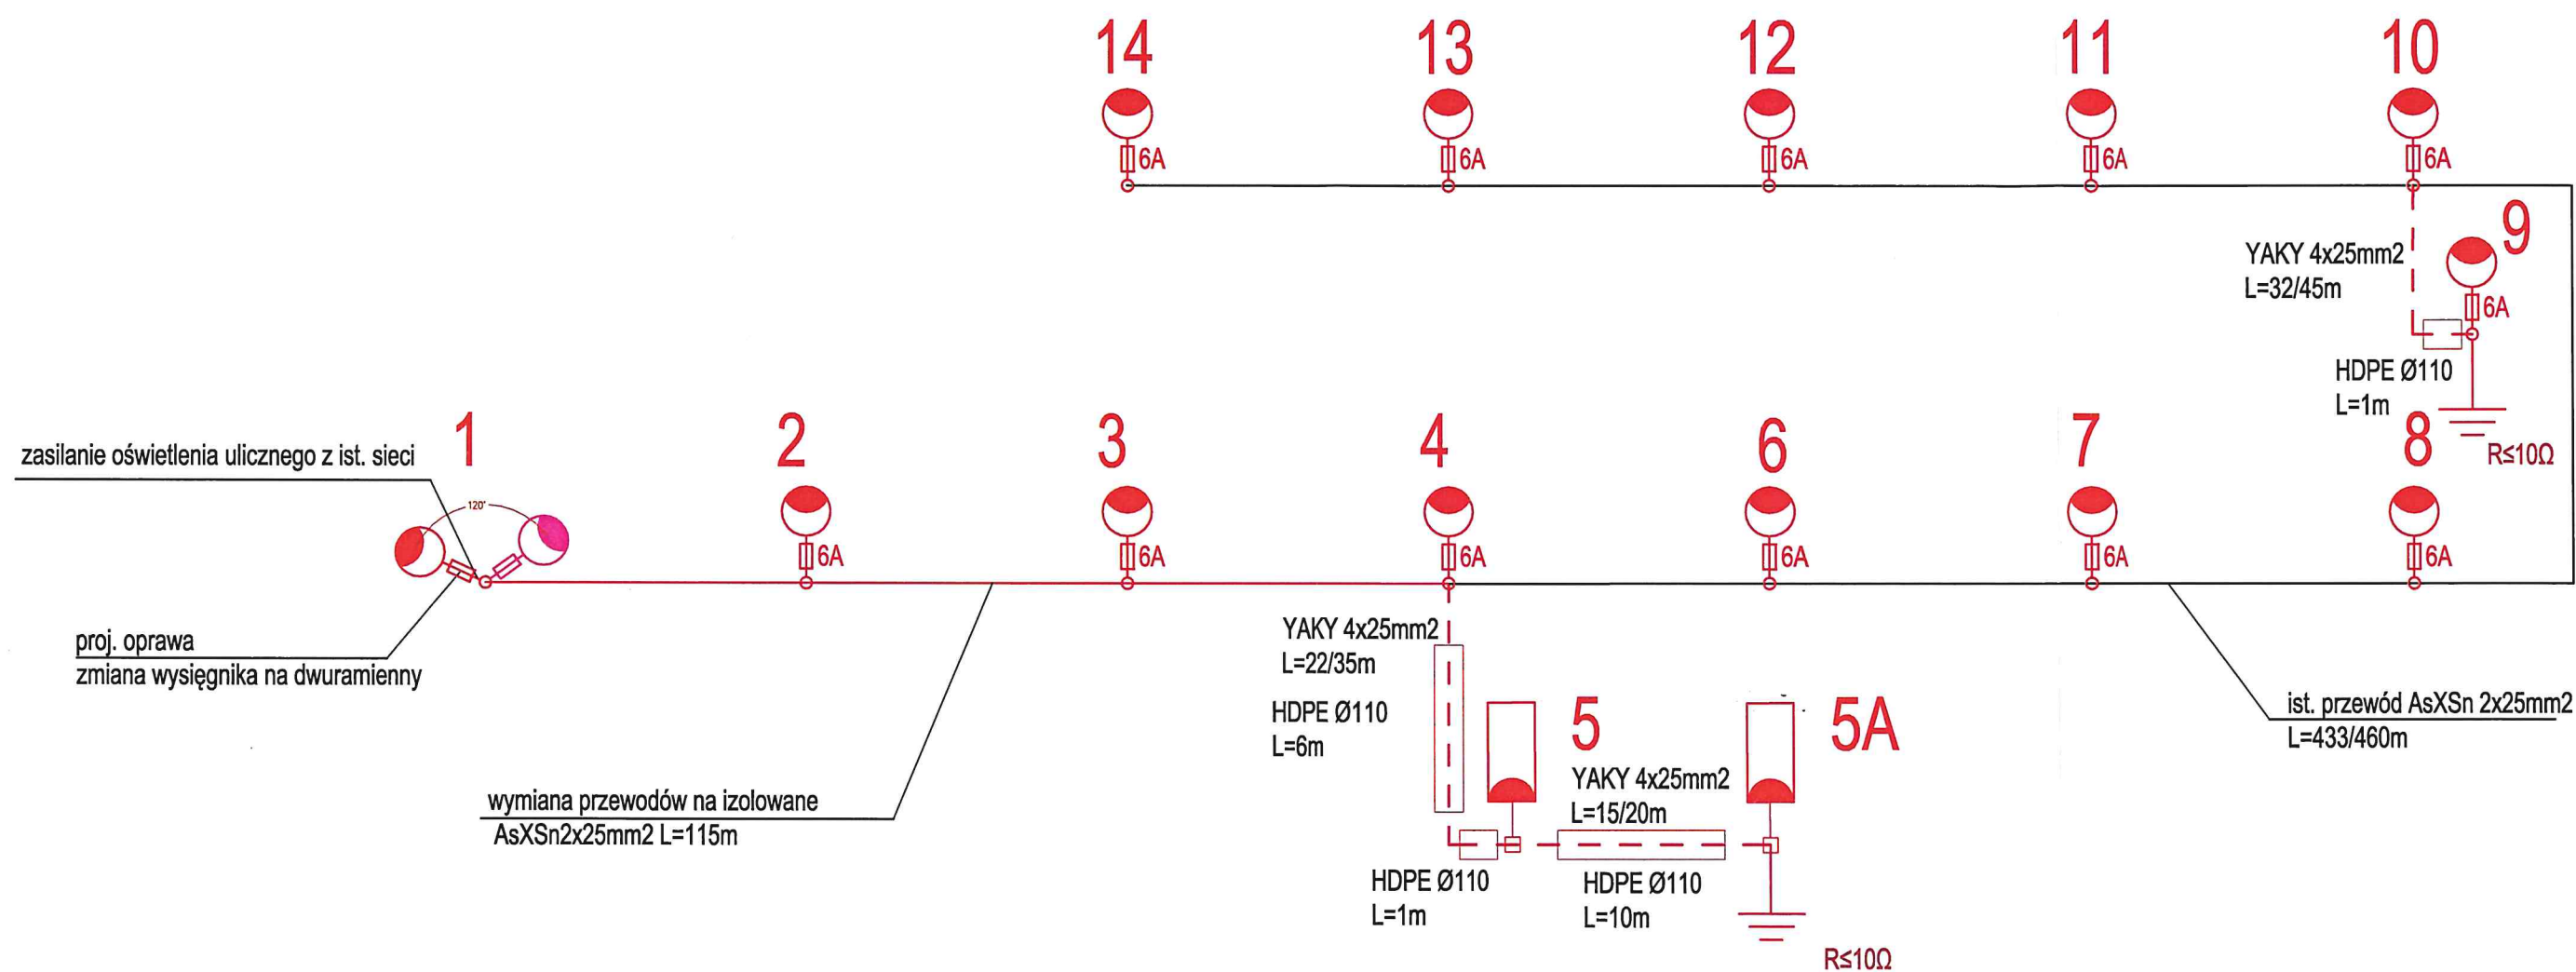 14
13
12
11
10
6A
6A
6A
6A
6A
9
YAKY 4x25mm2
L=32/45m
6A
HDPE Ø110
L=1m
R≤10Ω
zasilanie oświetlenia ulicznego z ist. sieci
1
2
3
4
6
7
8
120°
6A
6A
6A
6A
6A
6A
proj. oprawa
zmiana wysięgnika na dwuramienny
YAKY 4x25mm2
L=22/35m
HDPE Ø110
L=6m
5
5A
ist. przewód AsXSn 2x25mm2
L=433/460m
YAKY 4x25mm2
L=15/20m
wymiana przewodów na izolowane
AsXSn2x25mm2 L=115m
HDPE Ø110
L=1m
HDPE Ø110
L=10m
R≤10Ω